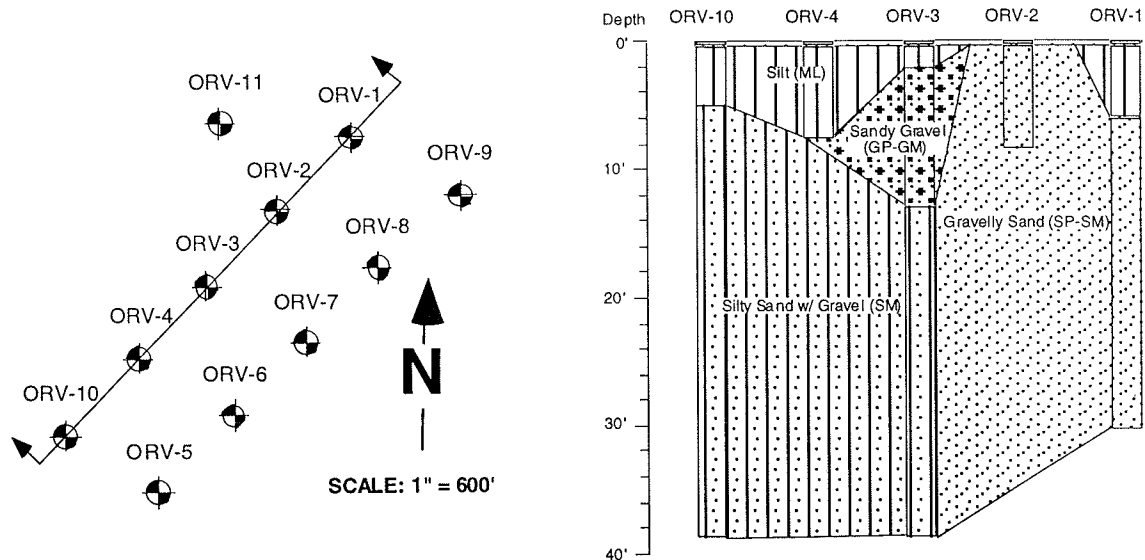 ORV-11
ORV-1
ORV-9
ORV-2
ORV-8
ORV-3
ORV-7
ORV-4
ORV-6
ORV-10
ORV-5
N
SCALE: 1" = 600'
Depth ORV-10 ORV-4 ORV-3 ORV-2 ORV-1
0'
Silt (ML)
Sandy Gravel
(GP-GM)
10'
Gravelly Sand (SP-SM)
20'
Silty Sand w/ Gravel (SM)
30'
40'